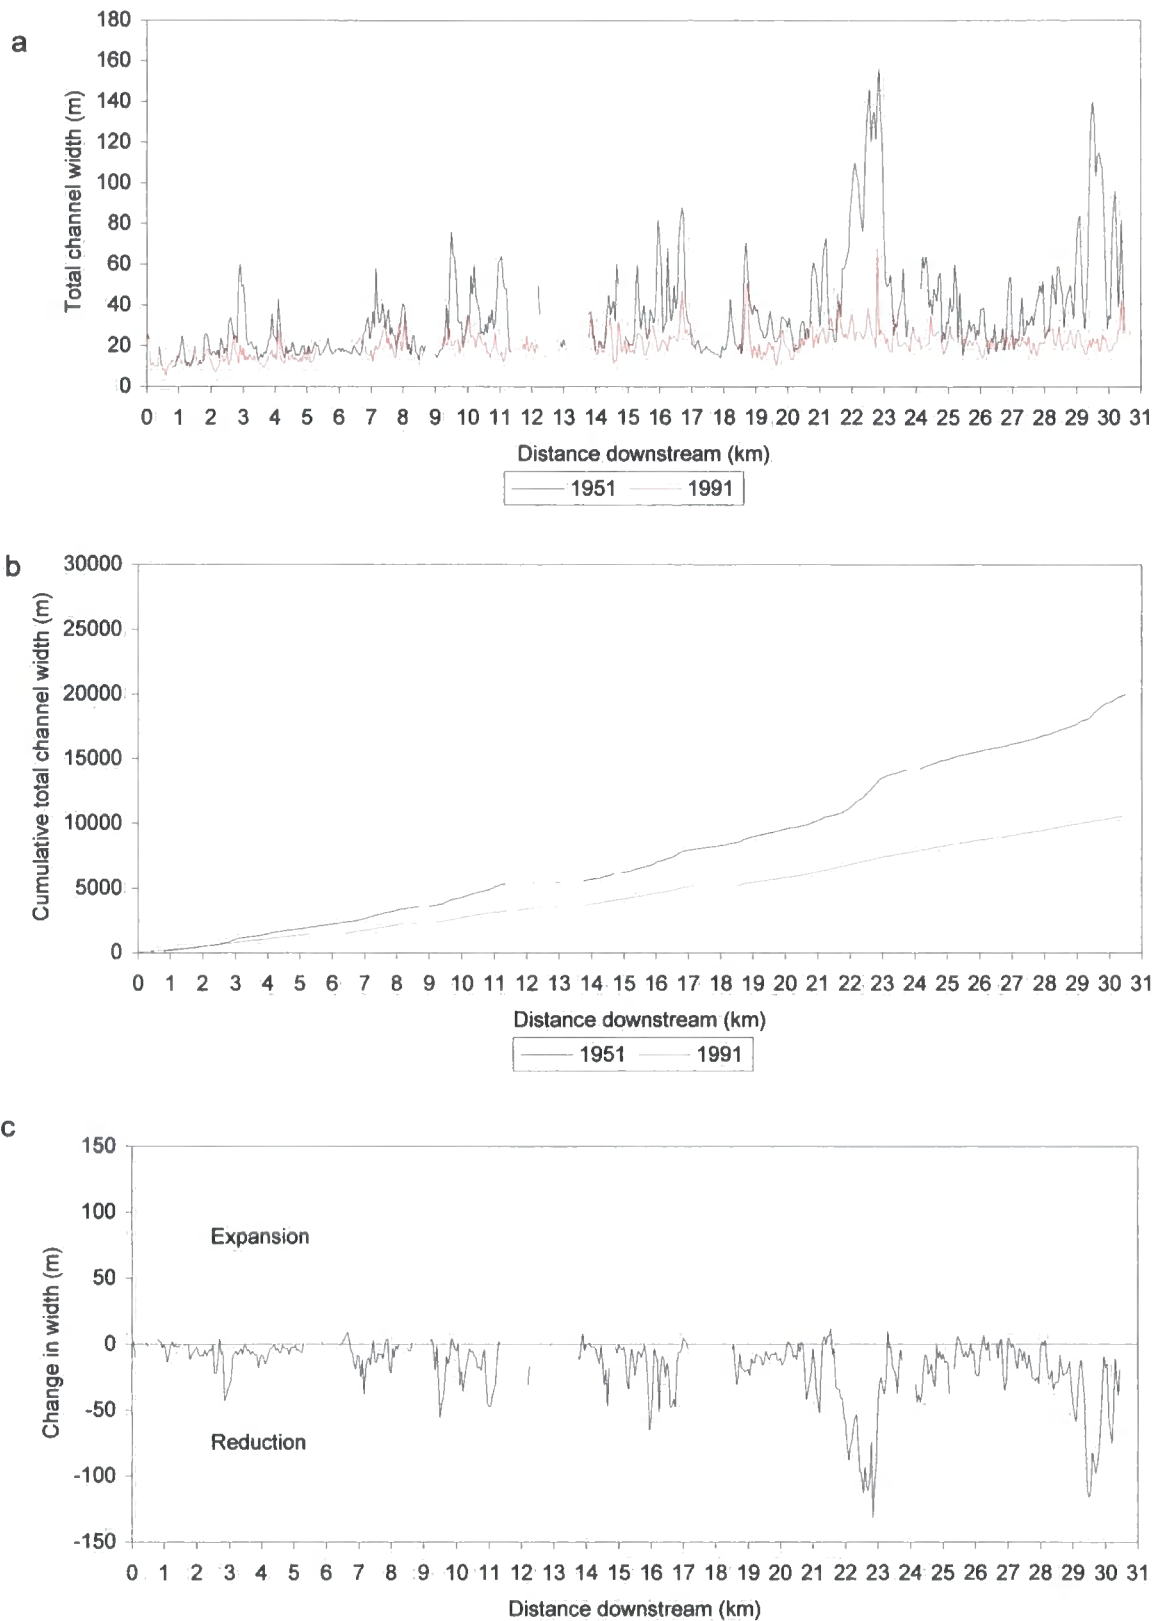 a
Total channel width (m)
180
160
140
120
100
80
60
40
20
0
0 1 2 3 4 5 6 7 8 9 10 11 12 13 14 15 16 17 18 19 20 21 22 23 24 25 26 27 28 29 30 31
Distance downstream (km)
1951 1991
b
Cumulative total channel width (m)
30000
25000
20000
15000
10000
5000
0
0 1 2 3 4 5 6 7 8 9 10 11 12 13 14 15 16 17 18 19 20 21 22 23 24 25 26 27 28 29 30 31
Distance downstream (km)
1951 1991
c
Change in width (m)
150
100
Expansion
50
0
-50
Reduction
-100
-150
0 1 2 3 4 5 6 7 8 9 10 11 12 13 14 15 16 17 18 19 20 21 22 23 24 25 26 27 28 29 30 31
Distance downstream (km)